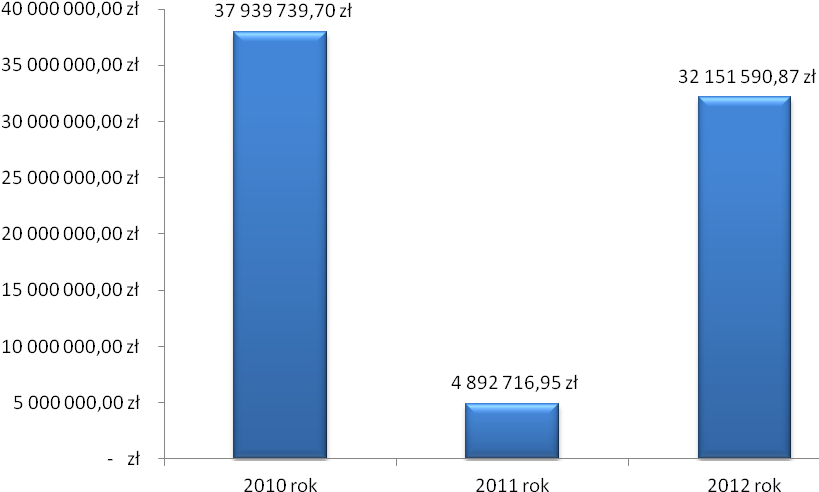 40 000 000,00 zł
35 000 000,00 zł
30 000 000,00 zł
25 000 000,00 zł
20 000 000,00 zł
15 000 000,00 zł
10 000 000,00 zł
5 000 000,00 zł
- zł
37 939 739,70 zł
4 892 716,95 zł
32 151 590,87 zł
2010 rok
2011 rok
2012 rok